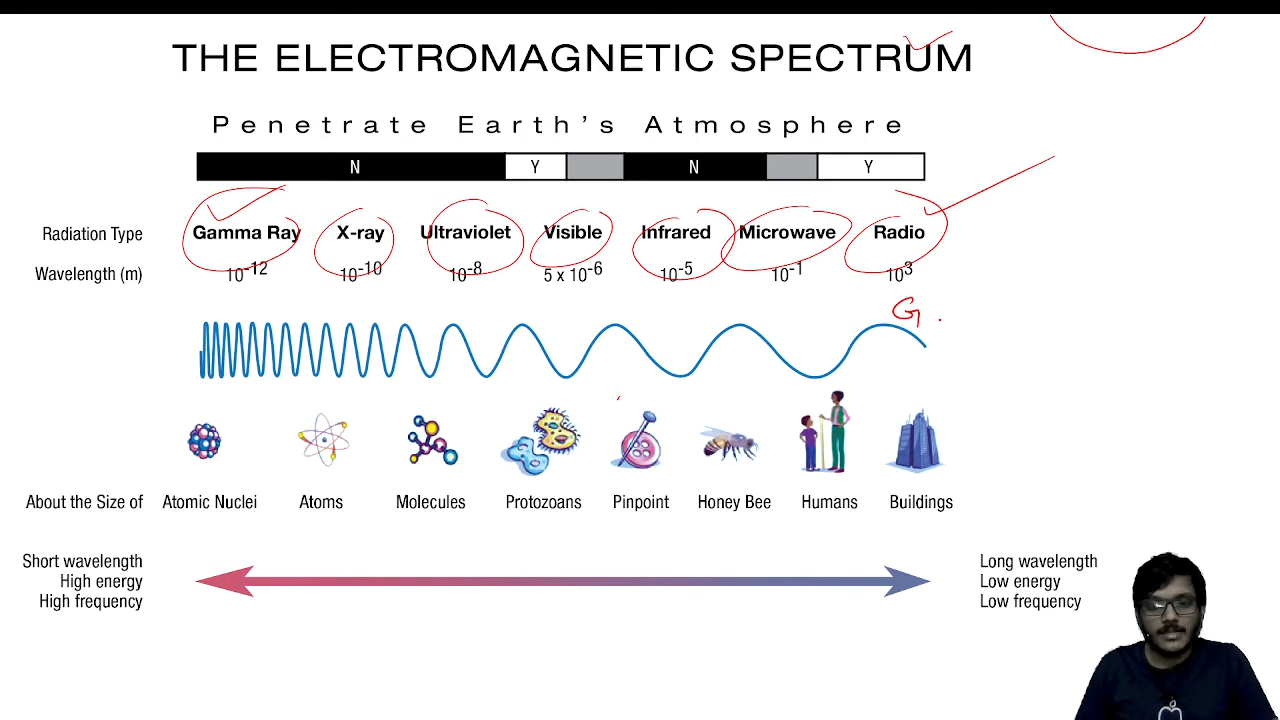 THE ELECTROMAGNETIC SPECTRUM
Penetrate Earth's Atmosphere
N Y N Y
Radiation Type Gamma Ray X-ray Ultraviolet Visible Infrared Microwave Radio
Wavelength (m) 10⁻¹² 10⁻¹⁰ 10⁻⁸ 5 x 10⁻⁶ 10⁻⁵ 10⁻¹ 10³
G
About the Size of Atomic Nuclei Atoms Molecules Protozoans Pinpoint Honey Bee Humans Buildings
Short wavelength Long wavelength
High energy Low energy
High frequency Low frequency